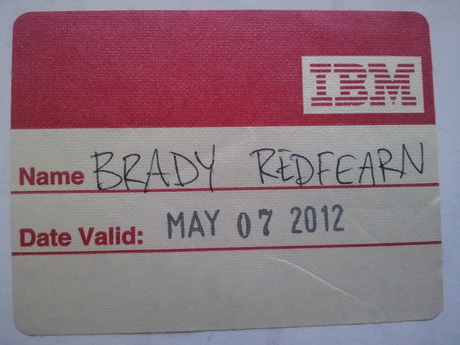 IBM
Name BRADY REDFEARN
Date Valid: MAY 07 2012